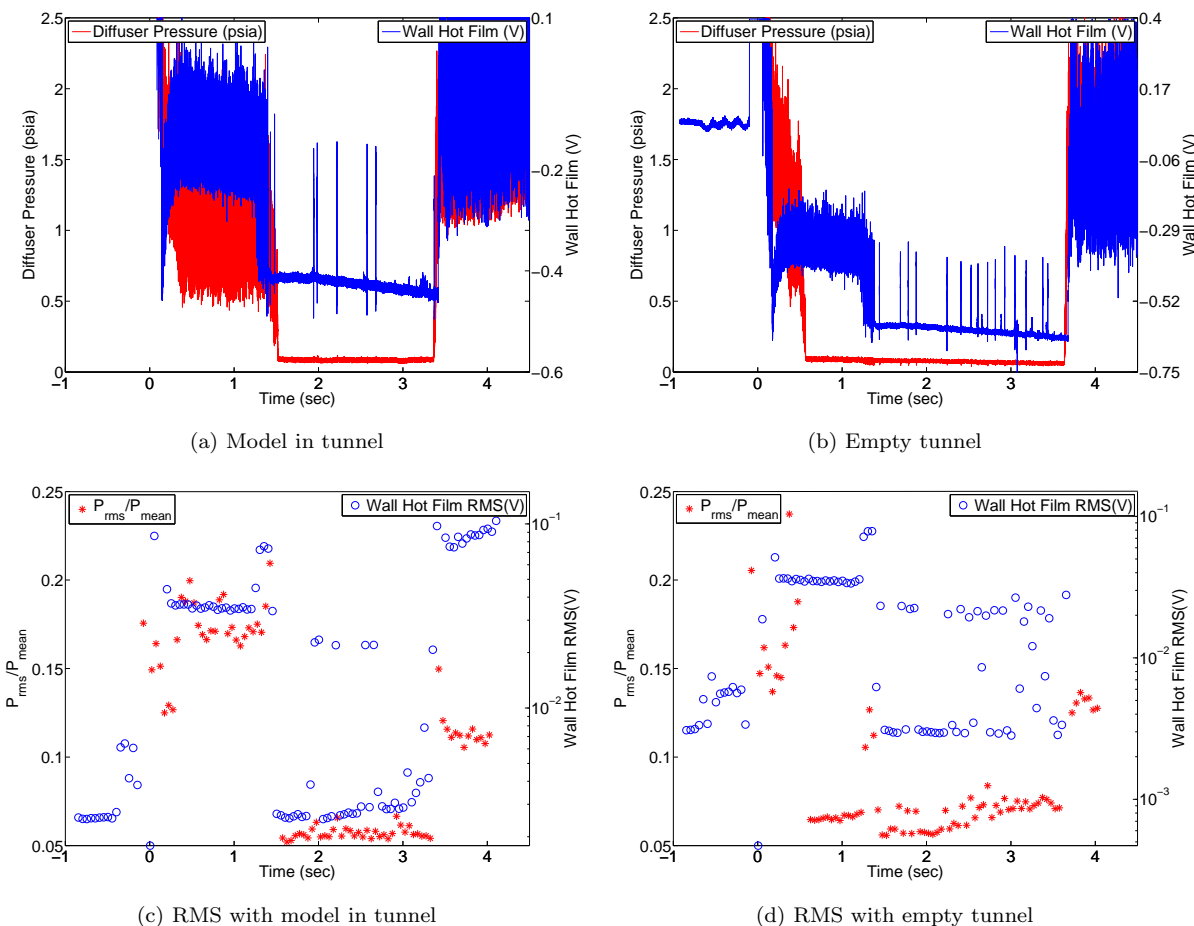 2.5
2
1.5
1
0.5
0
0.1
−0.2
−0.4
−0.6
−1 0 1 2 3 4
Diffuser Pressure (psia)
Wall Hot Film (V)
Diffuser Pressure (psia)
Wall Hot Film (V)
Time (sec)
(a) Model in tunnel
2.5
2
1.5
1
0.5
0
0.4
0.17
−0.06
−0.29
−0.52
−0.75
−1 0 1 2 3 4
Diffuser Pressure (psia)
Wall Hot Film (V)
Diffuser Pressure (psia)
Wall Hot Film (V)
Time (sec)
(b) Empty tunnel
0.25
0.2
0.15
0.1
0.05
10⁻¹
10⁻²
−1 0 1 2 3 4
P_rms/P_mean
Wall Hot Film RMS(V)
P_rms/P_mean
Wall Hot Film RMS(V)
Time (sec)
(c) RMS with model in tunnel
0.25
0.2
0.15
0.1
0.05
10⁻¹
10⁻²
10⁻³
−1 0 1 2 3 4
P_rms/P_mean
Wall Hot Film RMS(V)
P_rms/P_mean
Wall Hot Film RMS(V)
Time (sec)
(d) RMS with empty tunnel